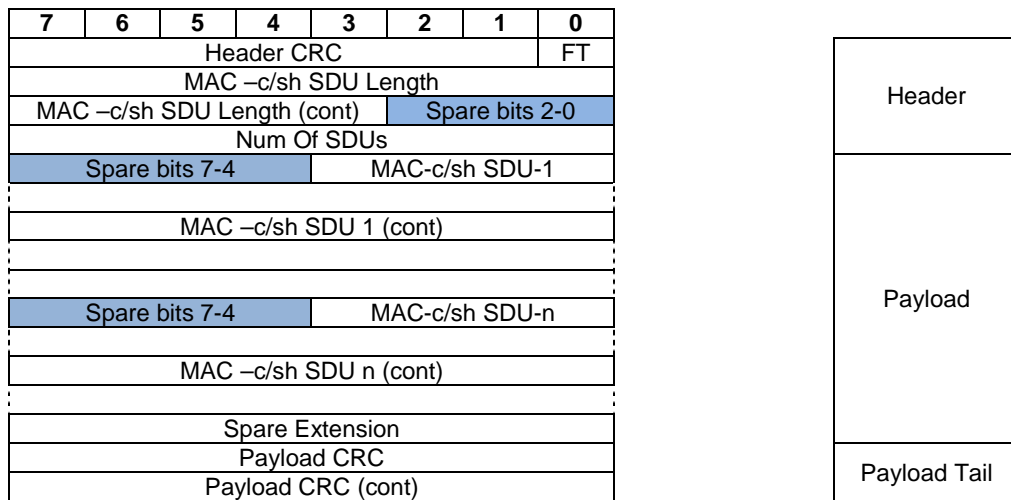 7 6 5 4 3 2 1 0
Header CRC FT
MAC –c/sh SDU Length
MAC –c/sh SDU Length (cont) Spare bits 2-0
Num Of SDUs
Spare bits 7-4 MAC-c/sh SDU-1
MAC –c/sh SDU 1 (cont)
Spare bits 7-4 MAC-c/sh SDU-n
MAC –c/sh SDU n (cont)
Spare Extension
Payload CRC
Payload CRC (cont)
Header
Payload
Payload Tail